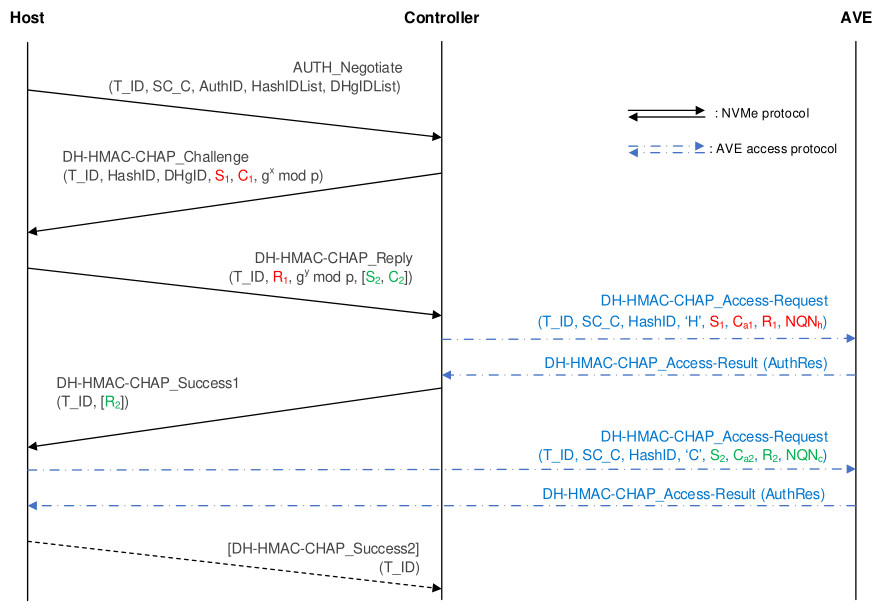 Host Controller AVE
AUTH_Negotiate
(T_ID, SC_C, AuthID, HashIDList, DHgIDList)
: NVMe protocol
: AVE access protocol
DH-HMAC-CHAP_Challenge
(T_ID, HashID, DHgID, S1, C1, g^x mod p)
DH-HMAC-CHAP_Reply
(T_ID, R1, g^y mod p, [S2, C2])
DH-HMAC-CHAP_Access-Request
(T_ID, SC_C, HashID, ‘H’, S1, Ca1, R1, NQNh)
DH-HMAC-CHAP_Access-Result (AuthRes)
DH-HMAC-CHAP_Success1
(T_ID, [R2])
DH-HMAC-CHAP_Access-Request
(T_ID, SC_C, HashID, ‘C’, S2, Ca2, R2, NQNc)
DH-HMAC-CHAP_Access-Result (AuthRes)
[DH-HMAC-CHAP_Success2]
(T_ID)